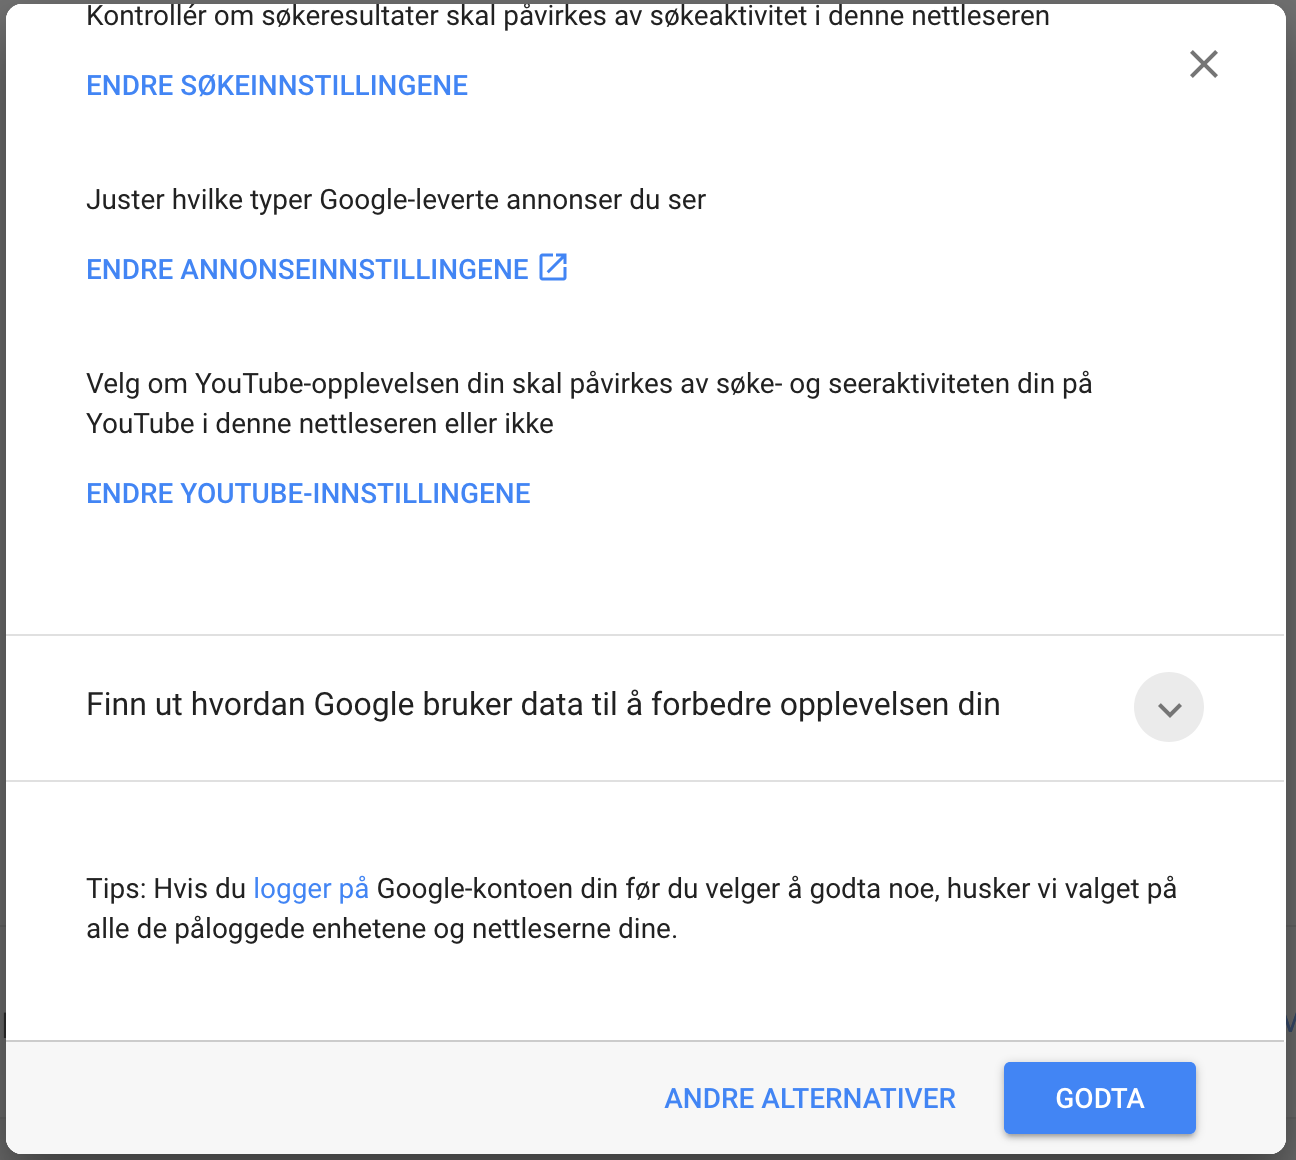 Kontrollér om søkeresultater skal påvirkes av søkeaktivitet i denne nettleseren
ENDRE SØKEINNSTILLINGENE
Juster hvilke typer Google-leverte annonser du ser
ENDRE ANNONSEINNSTILLINGENE
Velg om YouTube-opplevelsen din skal påvirkes av søke- og seeraktiviteten din på
YouTube i denne nettleseren eller ikke
ENDRE YOUTUBE-INNSTILLINGENE
Finn ut hvordan Google bruker data til å forbedre opplevelsen din
Tips: Hvis du logger på Google-kontoen din før du velger å godta noe, husker vi valget på
alle de påloggede enhetene og nettleserne dine.
ANDRE ALTERNATIVER
GODTA